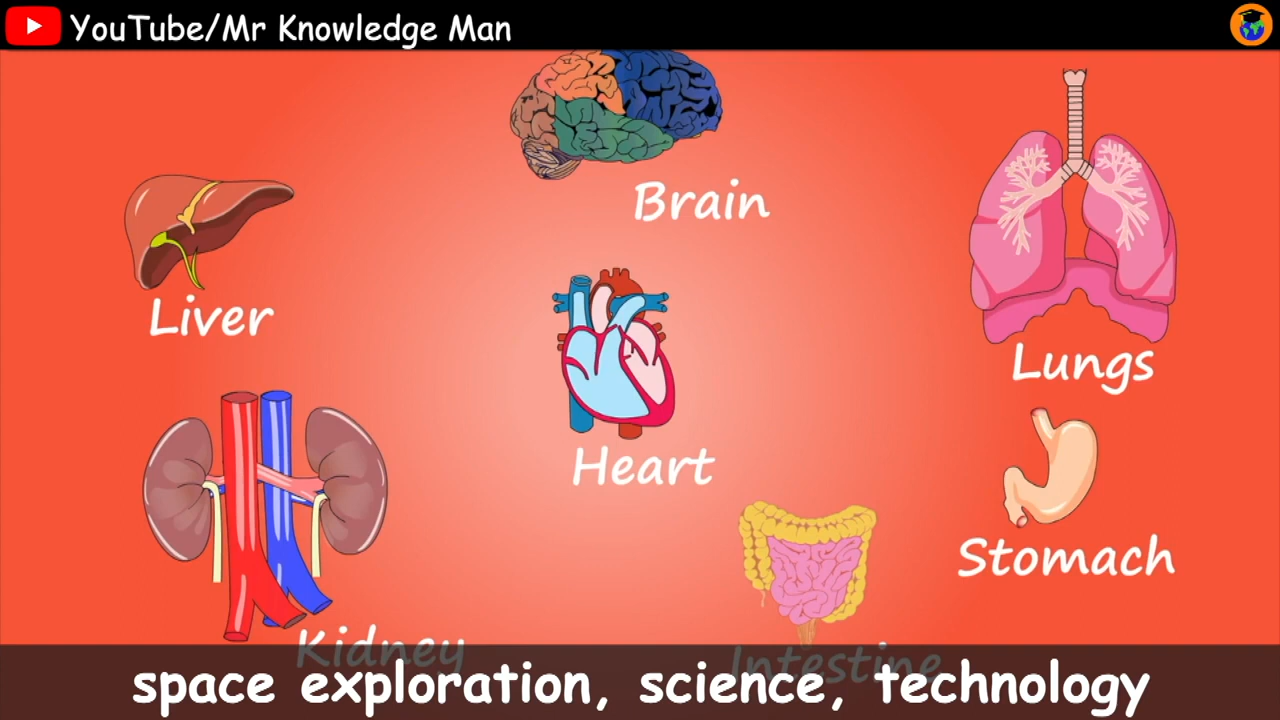 YouTube/Mr Knowledge Man
Brain
Liver
Lungs
Heart
Stomach
Kidney
Intestine
space exploration, science, technology